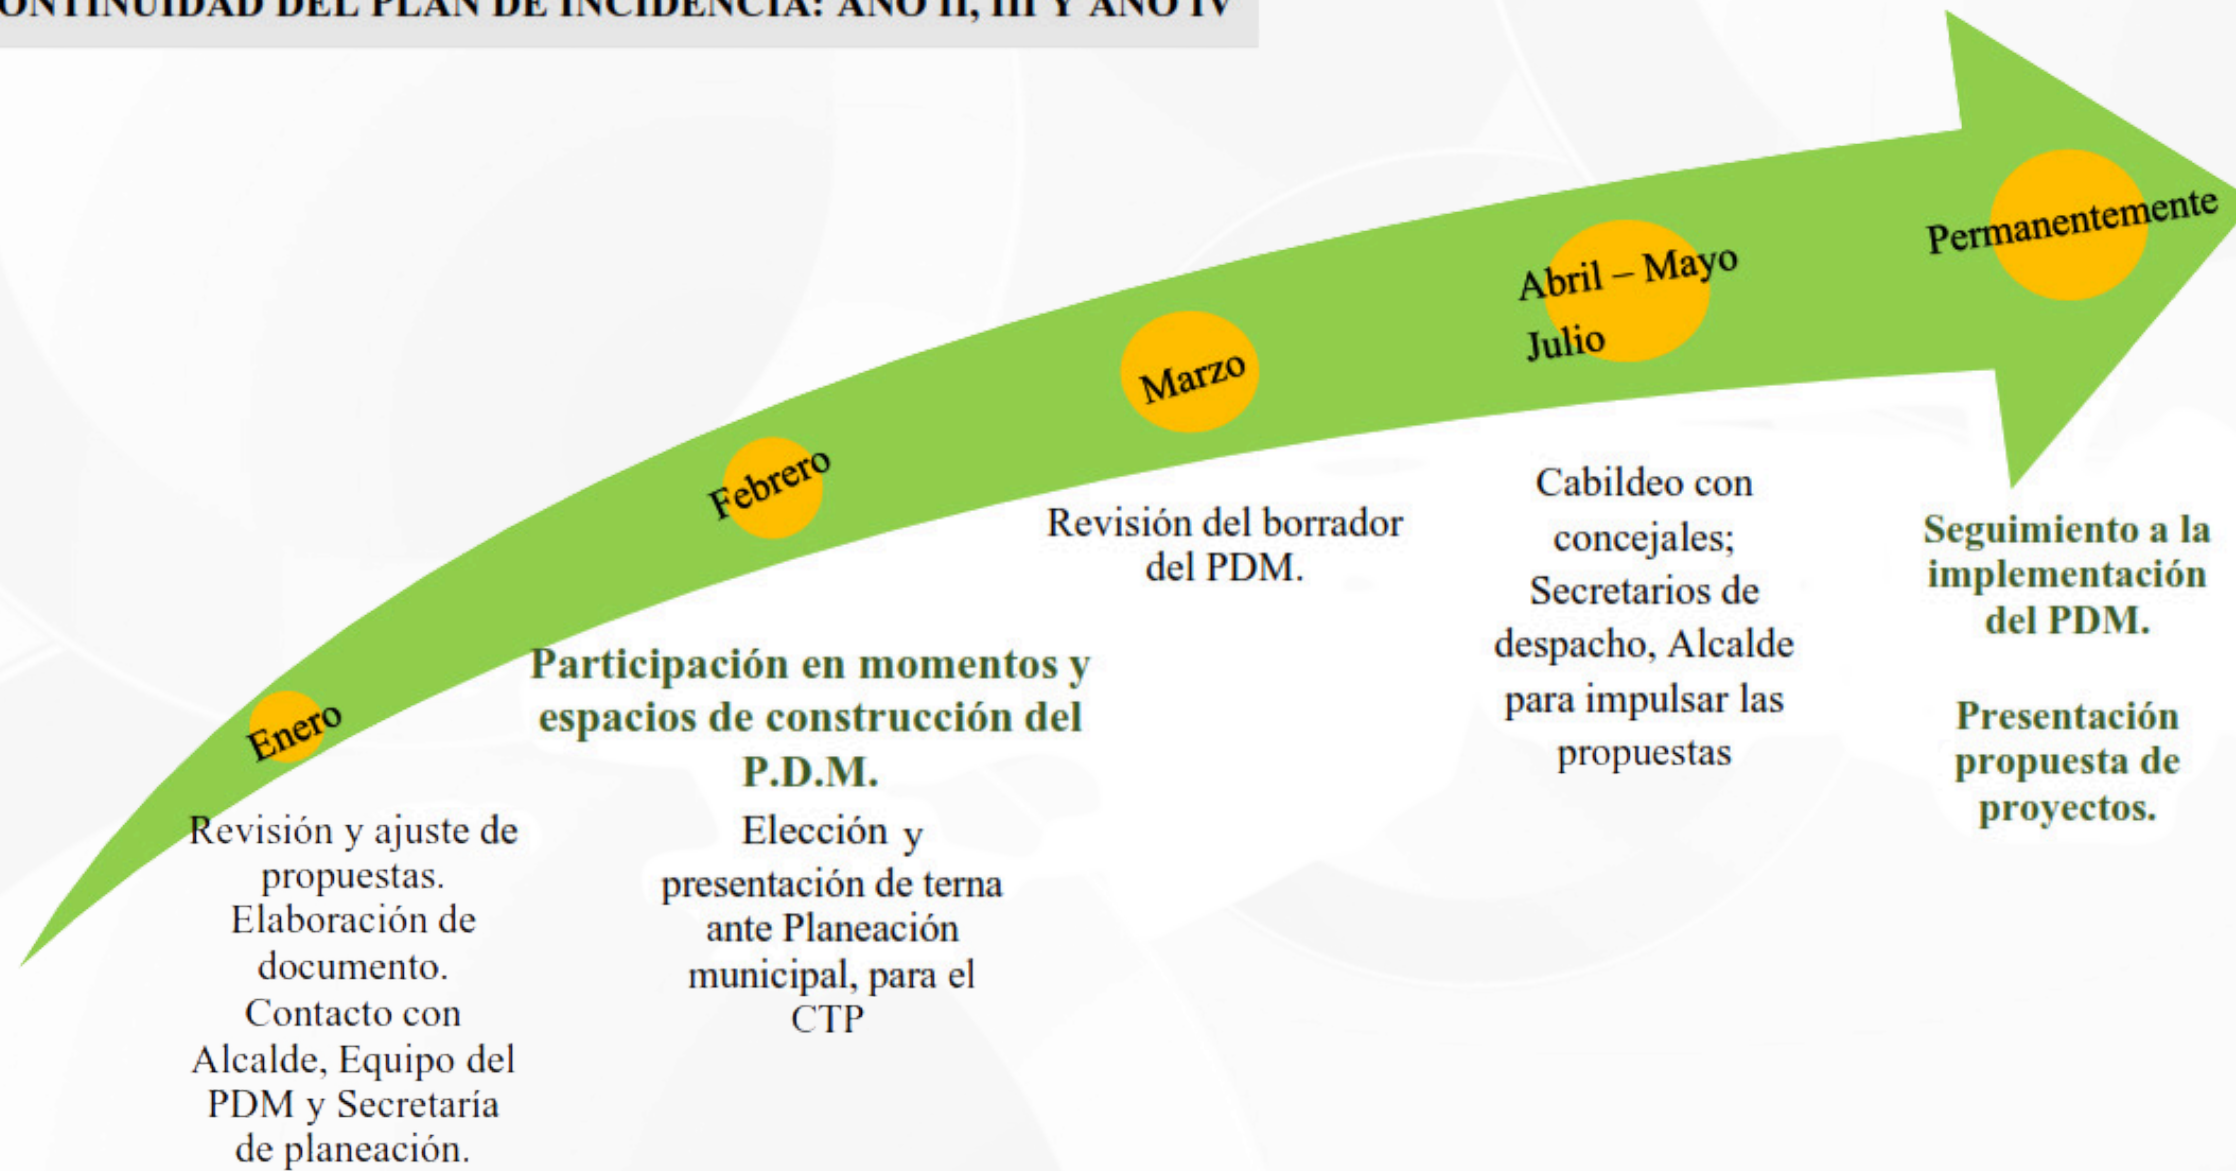 ONTINUIDAD DEL PLAN DE INCIDENCIA: AÑO II, III Y AÑO IV
Enero
Revisión y ajuste de
propuestas.
Elaboración de
documento.
Contacto con
Alcalde, Equipo del
PDM y Secretaría
de planeación.
Febrero
Participación en momentos y
espacios de construcción del
P.D.M.
Elección y
presentación de terna
ante Planeación
municipal, para el
CTP
Marzo
Revisión del borrador
del PDM.
Abril – Mayo
Julio
Cabildeo con
concejales;
Secretarios de
despacho, Alcalde
para impulsar las
propuestas
Permanentemente
Seguimiento a la
implementación
del PDM.
Presentación
propuesta de
proyectos.